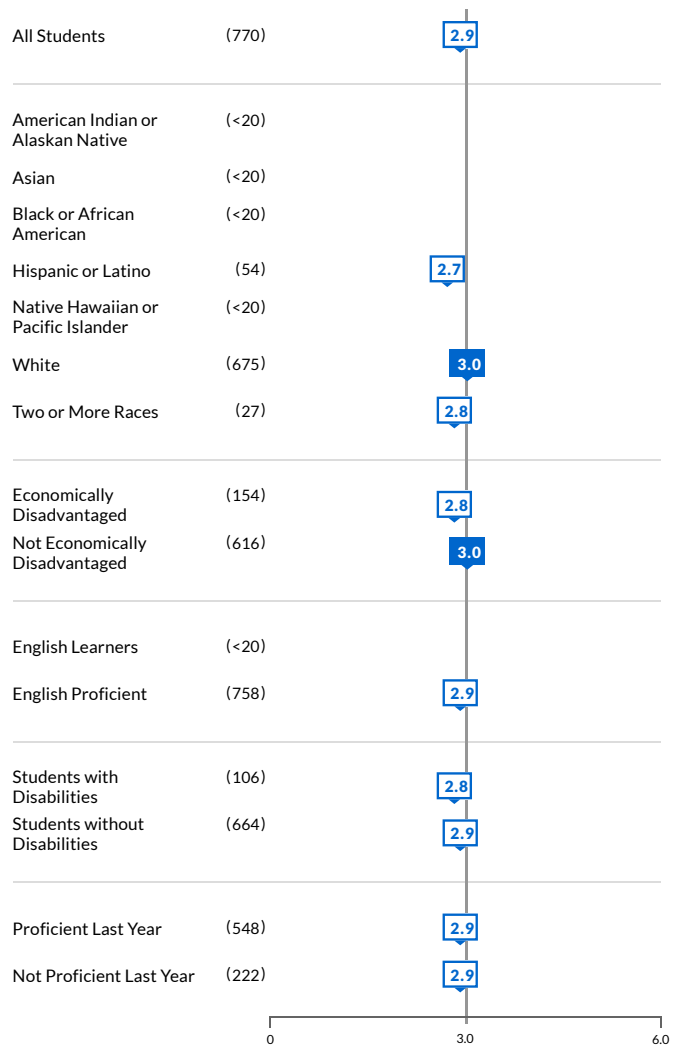 All Students (770) 2.9
American Indian or (<20)
Alaskan Native
Asian (<20)
Black or African (<20)
American
Hispanic or Latino (54) 2.7
Native Hawaiian or (<20)
Pacific Islander
White (675) 3.0
Two or More Races (27) 2.8
Economically (154) 2.8
Disadvantaged
Not Economically (616) 3.0
Disadvantaged
English Learners (<20)
English Proficient (758) 2.9
Students with (106) 2.8
Disabilities
Students without (664) 2.9
Disabilities
Proficient Last Year (548) 2.9
Not Proficient Last Year (222) 2.9
0 3.0 6.0